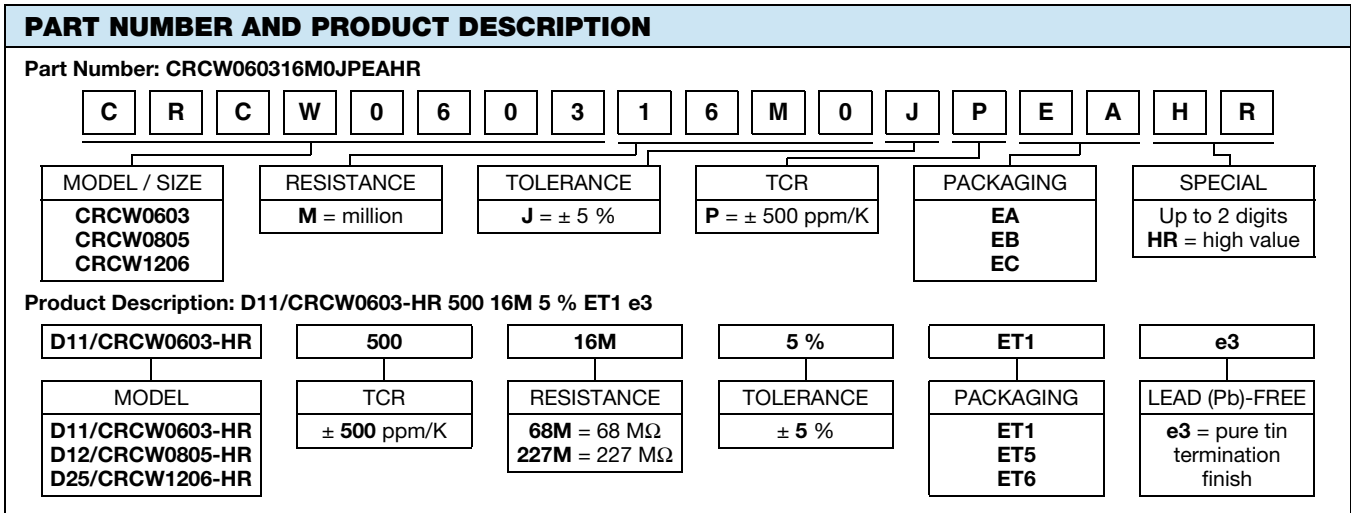 PART NUMBER AND PRODUCT DESCRIPTION
Part Number: CRCW060316M0JPEAHR
C R C W 0 6 0 3 1 6 M 0 J P E A H R
MODEL / SIZE
CRCW0603
CRCW0805
CRCW1206
RESISTANCE
M = million
TOLERANCE
J = ± 5 %
TCR
P = ± 500 ppm/K
PACKAGING
EA
EB
EC
SPECIAL
Up to 2 digits
HR = high value
Product Description: D11/CRCW0603-HR 500 16M 5 % ET1 e3
D11/CRCW0603-HR 500 16M 5 % ET1 e3
MODEL
D11/CRCW0603-HR
D12/CRCW0805-HR
D25/CRCW1206-HR
TCR
± 500 ppm/K
RESISTANCE
68M = 68 MΩ
227M = 227 MΩ
TOLERANCE
± 5 %
PACKAGING
ET1
ET5
ET6
LEAD (Pb)-FREE
e3 = pure tin
termination
finish